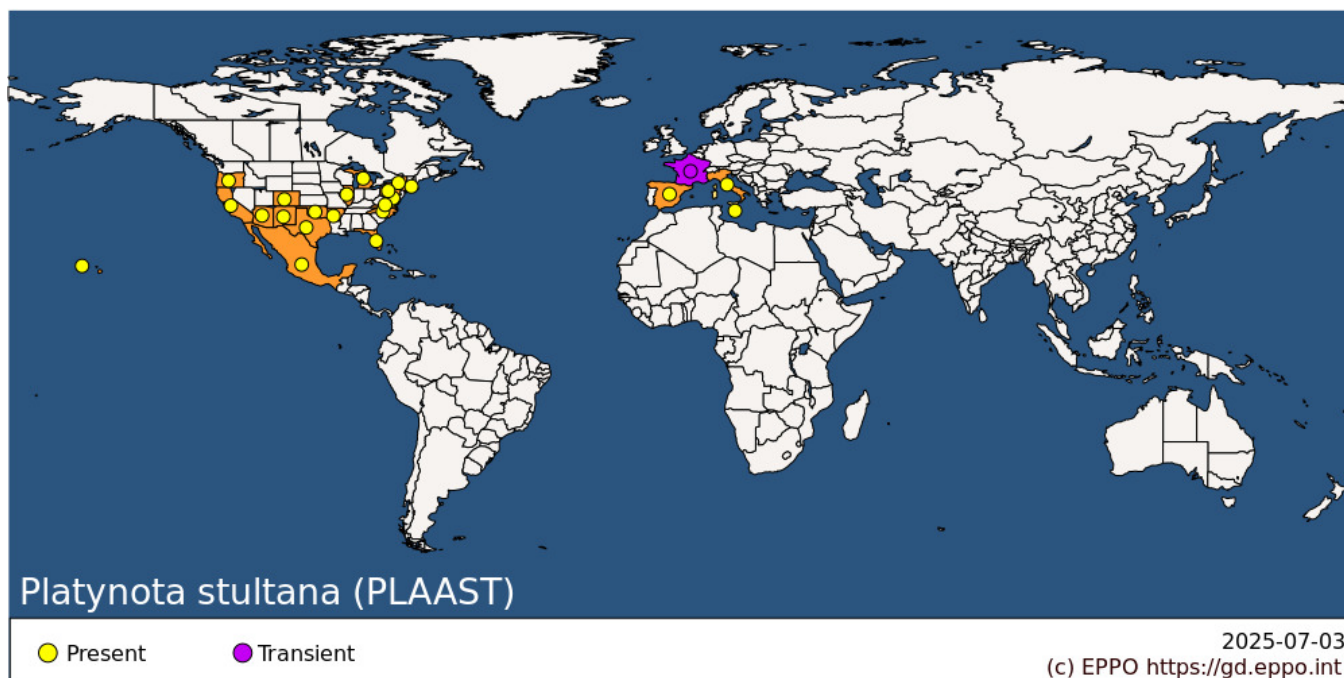 Platynota stultana (PLAAST)
Present
Transient
2025-07-03
(c) EPPO https://gd.eppo.int